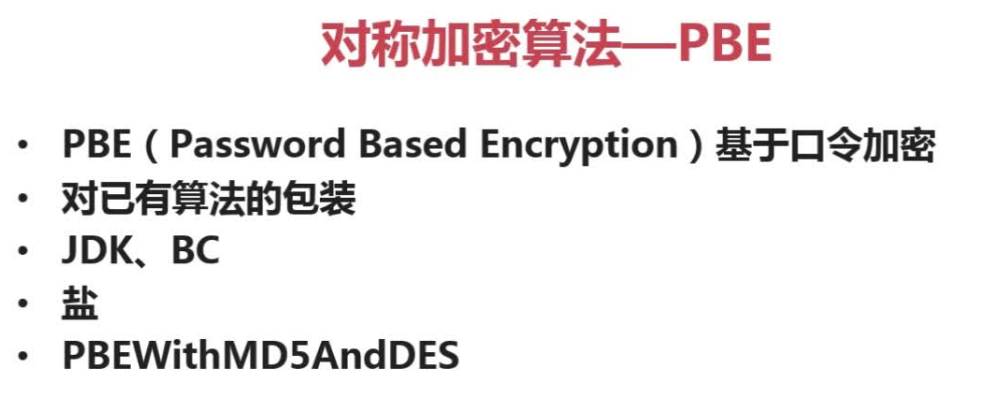 对称加密算法—PBE
• PBE（Password Based Encryption）基于口令加密
• 对已有算法的包装
• JDK、BC
• 盐
• PBEWithMD5AndDES